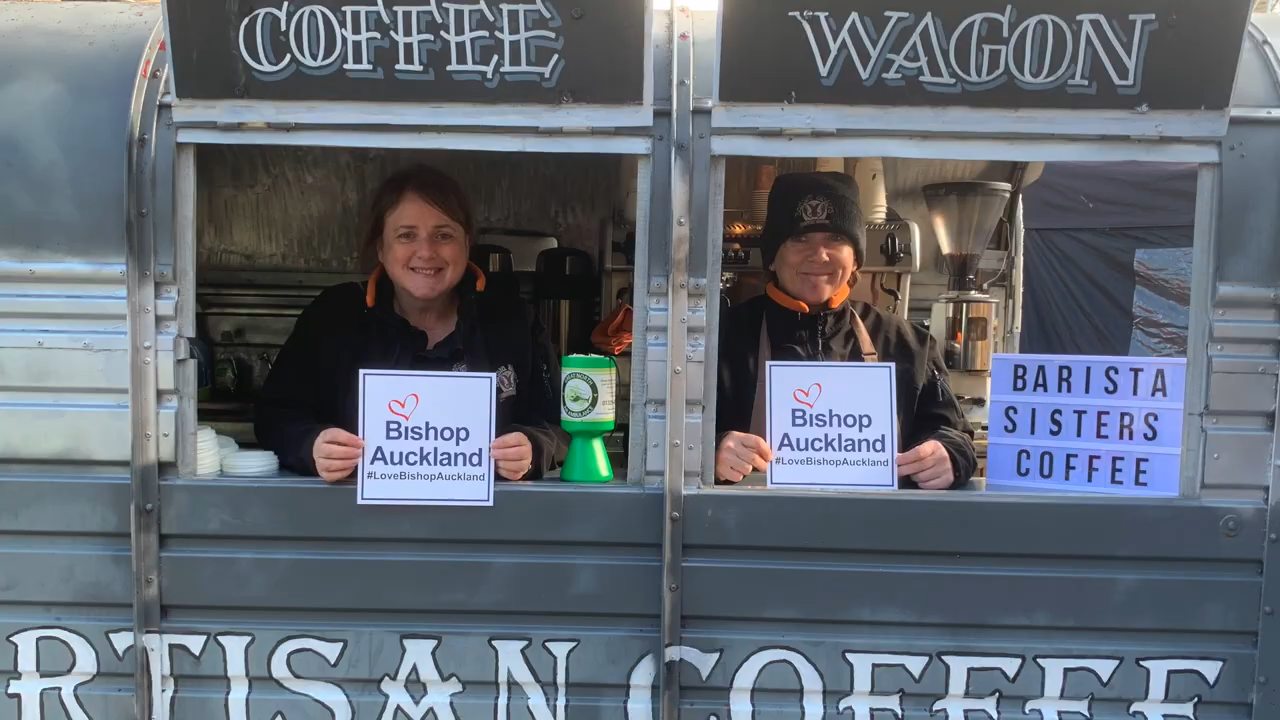 COFFEE WAGON
Bishop
Auckland
#LoveBishopAuckland
Bishop
Auckland
#LoveBishopAuckland
BARISTA
SISTERS
COFFEE
RTISAN COFFEE